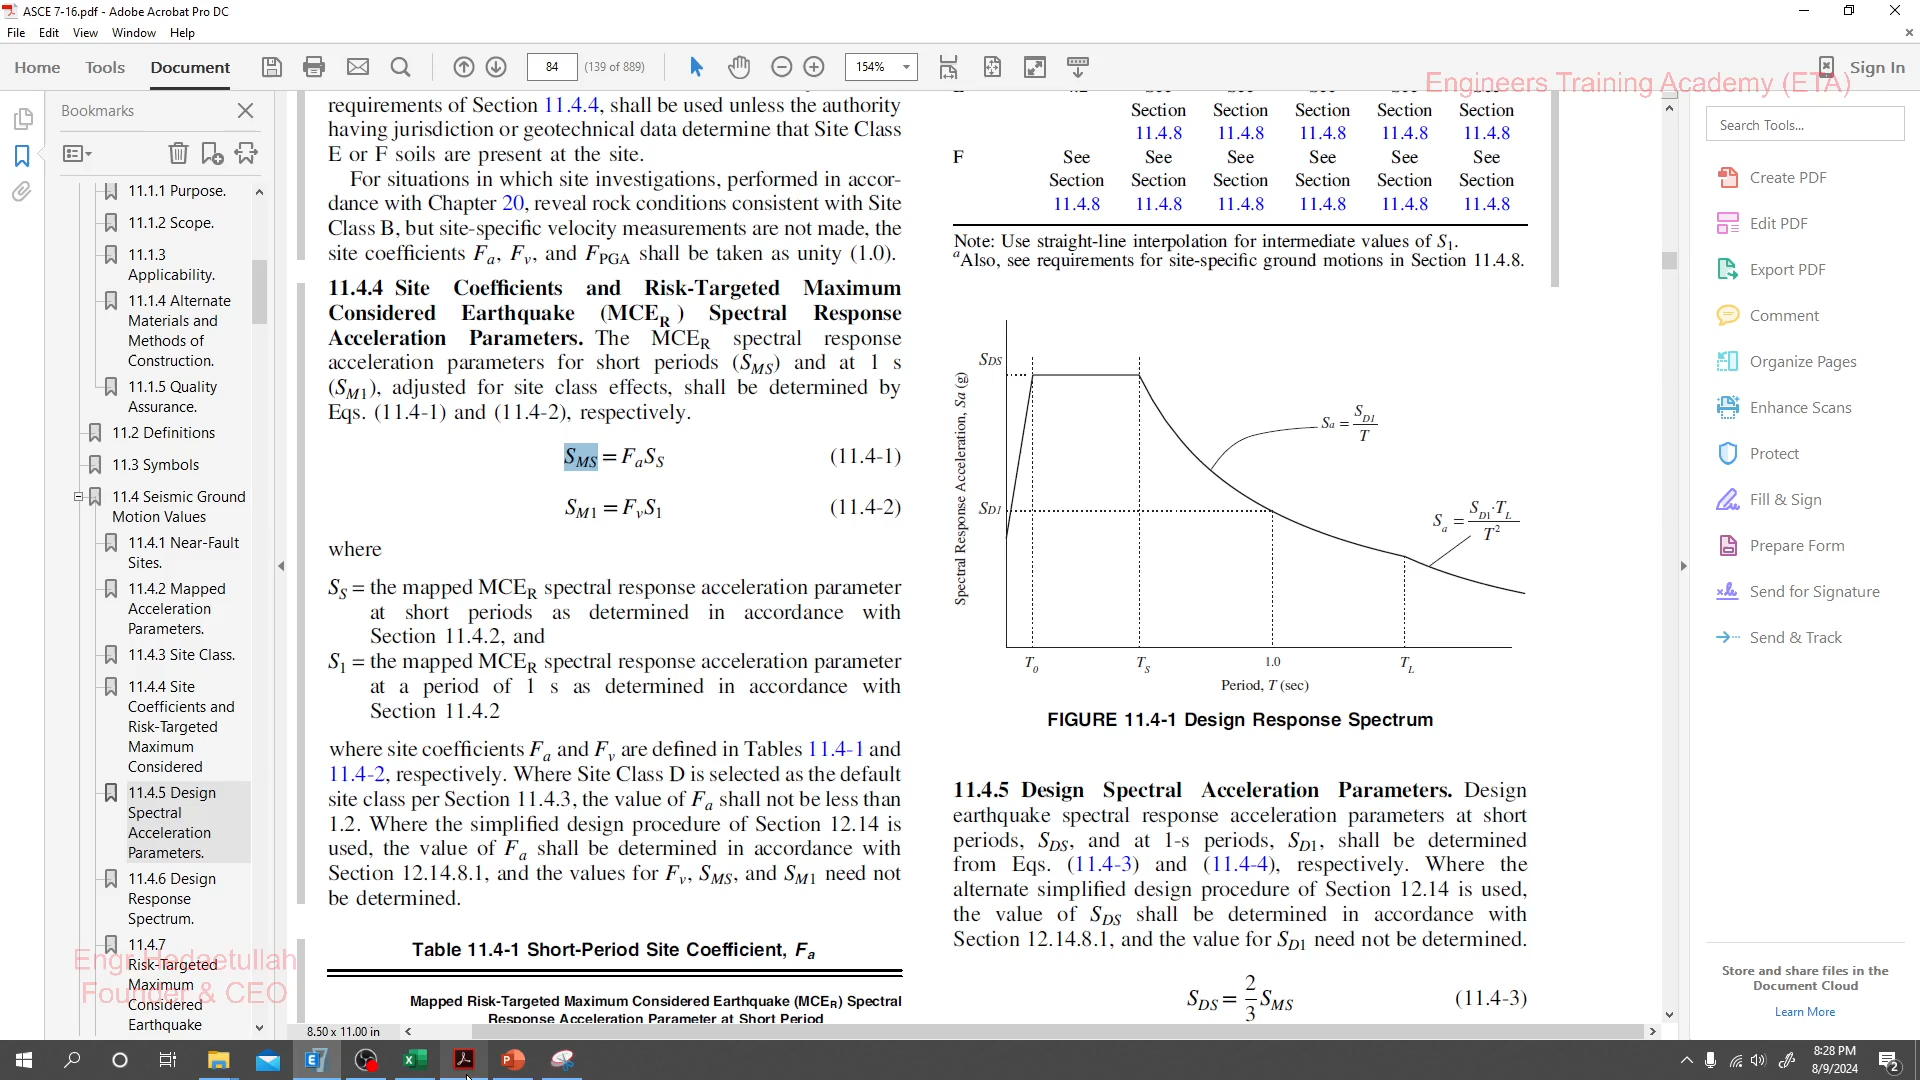 ASCE 7-16.pdf - Adobe Acrobat Pro DC
File Edit View Window Help
Home Tools Document 84 (139 of 889) 154% Sign In
Engineers Training Academy (ETA)
Bookmarks
11.1.1 Purpose.
11.1.2 Scope.
11.1.3
Applicability.
11.1.4 Alternate
Materials and
Methods of
Construction.
11.1.5 Quality
Assurance.
11.2 Definitions
11.3 Symbols
11.4 Seismic Ground
Motion Values
11.4.1 Near-Fault
Sites.
11.4.2 Mapped
Acceleration
Parameters.
11.4.3 Site Class.
11.4.4 Site
Coefficients and
Risk-Targeted
Maximum
Considered
11.4.5 Design
Spectral
Acceleration
Parameters.
11.4.6 Design
Response
Spectrum.
11.4.7
Risk-Targeted
Maximum
Considered
Earthquake
Engr Hedaetullah
Founder & CEO
requirements of Section 11.4.4, shall be used unless the authority
having jurisdiction or geotechnical data determine that Site Class
E or F soils are present at the site.
For situations in which site investigations, performed in accor-
dance with Chapter 20, reveal rock conditions consistent with Site
Class B, but site-specific velocity measurements are not made, the
site coefficients Fa, Fv, and FPGA shall be taken as unity (1.0).
11.4.4 Site Coefficients and Risk-Targeted Maximum
Considered Earthquake (MCER) Spectral Response
Acceleration Parameters. The MCER spectral response
acceleration parameters for short periods (SMS) and at 1 s
(SM1), adjusted for site class effects, shall be determined by
Eqs. (11.4-1) and (11.4-2), respectively.
SMS = FaSS (11.4-1)
SM1 = FvS1 (11.4-2)
where
SS = the mapped MCER spectral response acceleration parameter
at short periods as determined in accordance with
Section 11.4.2, and
S1 = the mapped MCER spectral response acceleration parameter
at a period of 1 s as determined in accordance with
Section 11.4.2
where site coefficients Fa and Fv are defined in Tables 11.4-1 and
11.4-2, respectively. Where Site Class D is selected as the default
site class per Section 11.4.3, the value of Fa shall not be less than
1.2. Where the simplified design procedure of Section 12.14 is
used, the value of Fa shall be determined in accordance with
Section 12.14.8.1, and the values for Fv, SMS, and SM1 need not
be determined.
Table 11.4-1 Short-Period Site Coefficient, Fa
Mapped Risk-Targeted Maximum Considered Earthquake (MCER) Spectral
Response Acceleration Parameter at Short Period
8.50 x 11.00 in
Section Section Section Section Section
11.4.8 11.4.8 11.4.8 11.4.8 11.4.8
F See See See See See See
Section Section Section Section Section Section
11.4.8 11.4.8 11.4.8 11.4.8 11.4.8 11.4.8
Note: Use straight-line interpolation for intermediate values of S1.
aAlso, see requirements for site-specific ground motions in Section 11.4.8.
Spectral Response Acceleration, Sa (g)
SDS
Sa = SD1/T
SD1
Sa = SD1·TL/T²
T0 TS 1.0 TL
Period, T (sec)
FIGURE 11.4-1 Design Response Spectrum
11.4.5 Design Spectral Acceleration Parameters. Design
earthquake spectral response acceleration parameters at short
periods, SDS, and at 1-s periods, SD1, shall be determined
from Eqs. (11.4-3) and (11.4-4), respectively. Where the
alternate simplified design procedure of Section 12.14 is used,
the value of SDS shall be determined in accordance with
Section 12.14.8.1, and the value for SD1 need not be determined.
SDS = 2/3 SMS (11.4-3)
Search Tools...
Create PDF
Edit PDF
Export PDF
Comment
Organize Pages
Enhance Scans
Protect
Fill & Sign
Prepare Form
Send for Signature
Send & Track
Store and share files in the
Document Cloud
Learn More
8:28 PM
8/9/2024
2